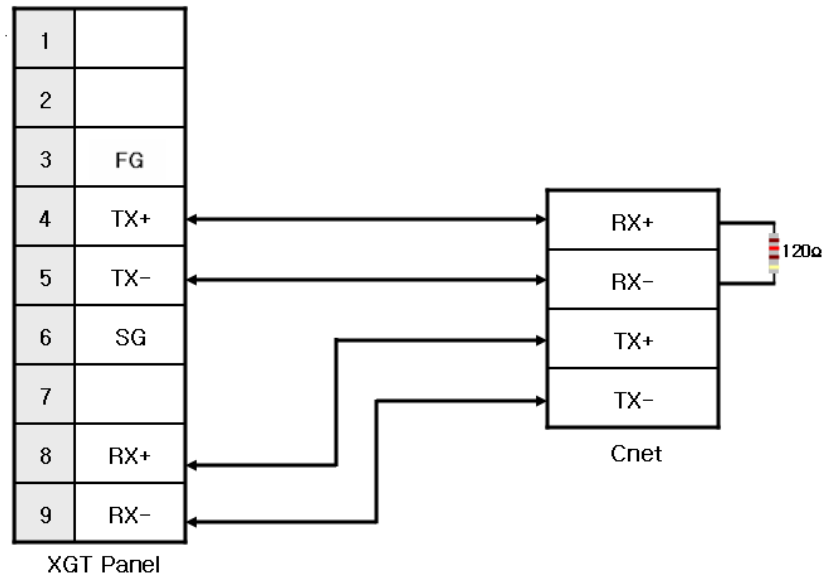 1
2
3 FG
4 TX+
5 TX-
6 SG
7
8 RX+
9 RX-
XGT Panel
RX+
RX-
TX+
TX-
Cnet
120Ω